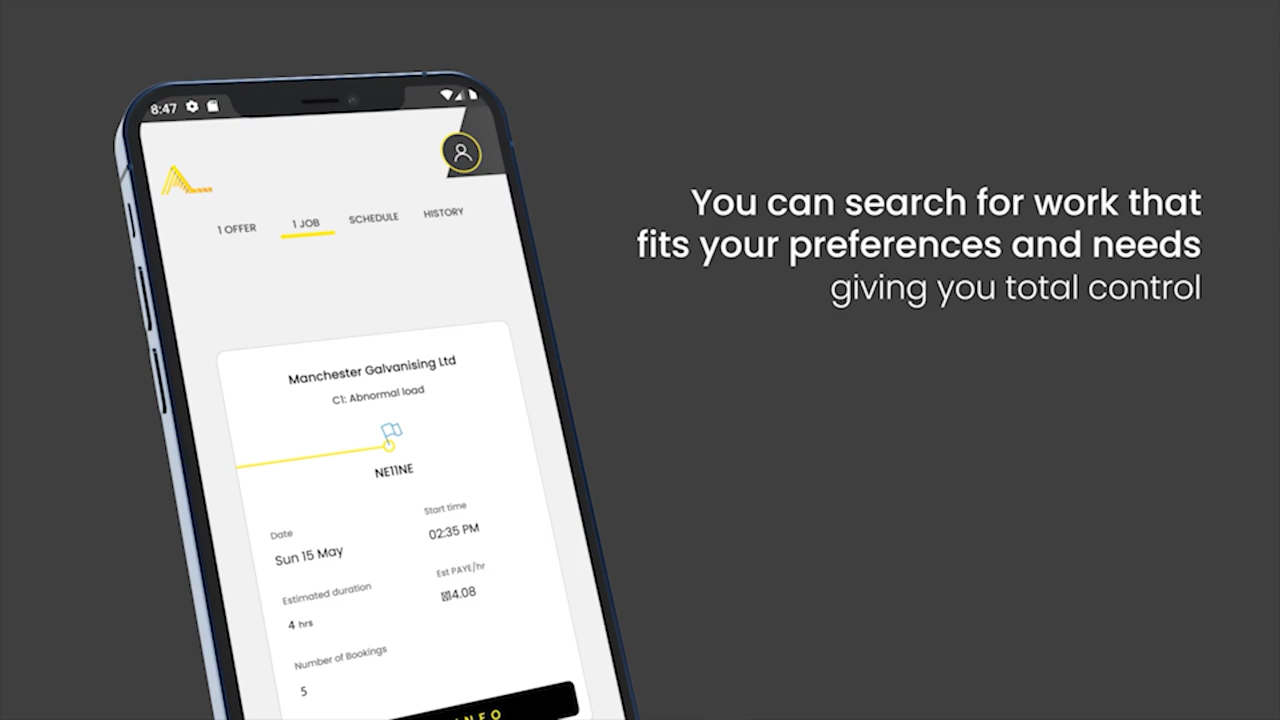 8:47
1 OFFER
1 JOB
SCHEDULE
HISTORY
Manchester Galvanising Ltd
C1: Abnormal load
NE11NE
Date
Start time
Sun 15 May
02:35 PM
Estimated duration
Est PAYE/hr
4 hrs
14.08
Number of Bookings
5
You can search for work that
fits your preferences and needs
giving you total control